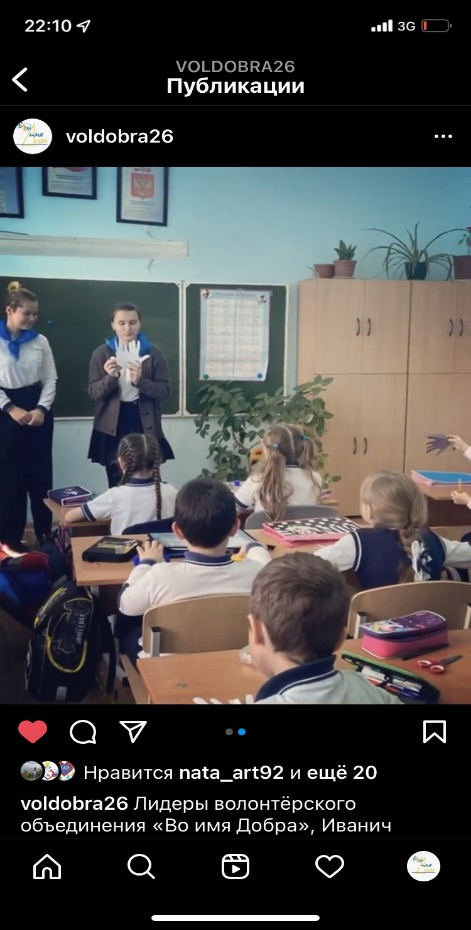 22:10
3G
VOLDOBRA26
Публикации
voldobra26
Нравится nata_art92 и ещё 20
voldobra26 Лидеры волонтёрского
объединения «Во имя Добра», Иванич